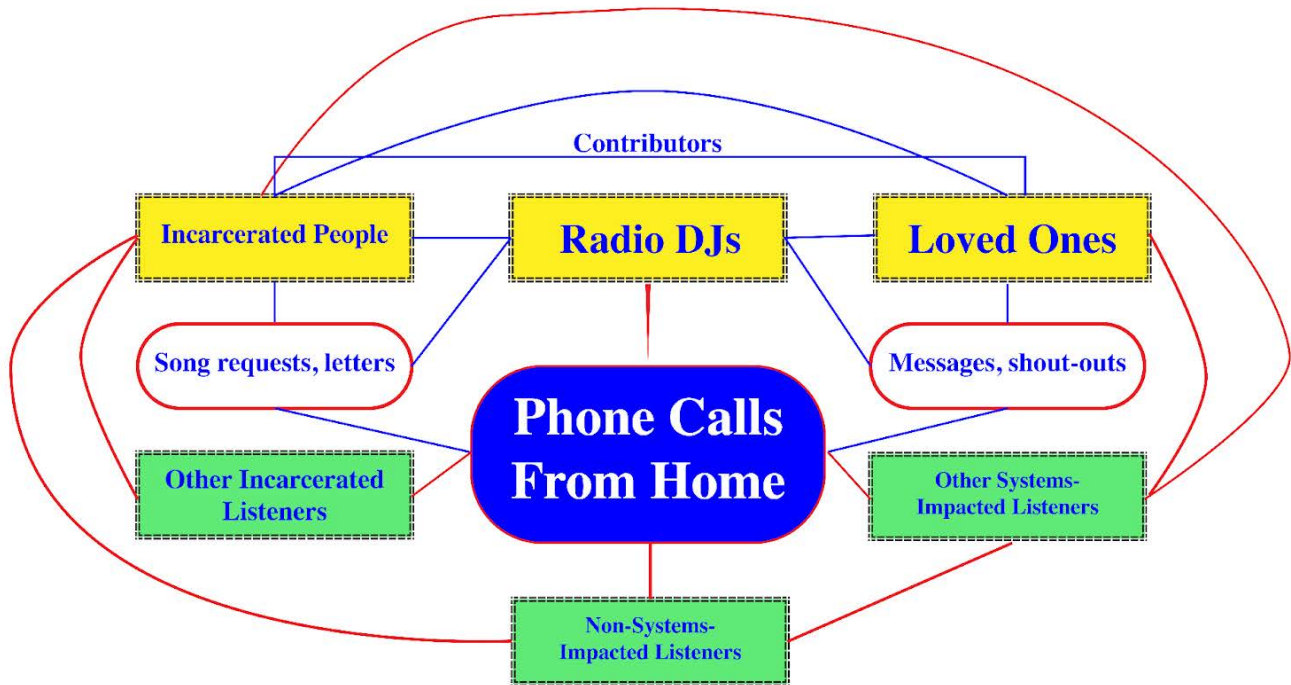 Contributors
Incarcerated People
Radio DJs
Loved Ones
Song requests, letters
Messages, shout-outs
Phone Calls
From Home
Other Incarcerated
Listeners
Other Systems-
Impacted Listeners
Non-Systems-
Impacted Listeners